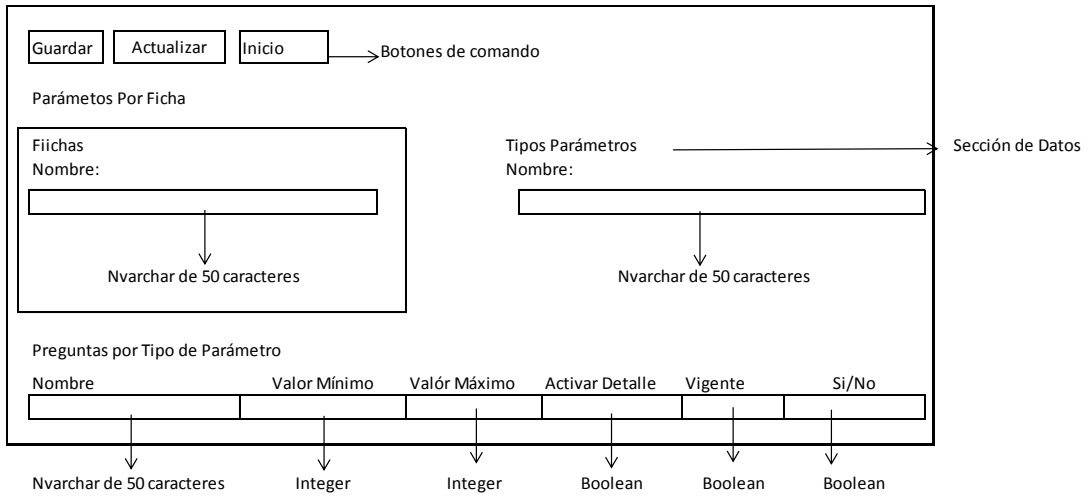 Guardar Actualizar Inicio Botones de comando
Parámetos Por Ficha
Fiichas
Nombre:
Nvarchar de 50 caracteres
Tipos Parámetros Sección de Datos
Nombre:
Nvarchar de 50 caracteres
Preguntas por Tipo de Parámetro
Nombre Valor Mínimo Valór Máximo Activar Detalle Vigente Si/No
Nvarchar de 50 caracteres Integer Integer Boolean Boolean Boolean